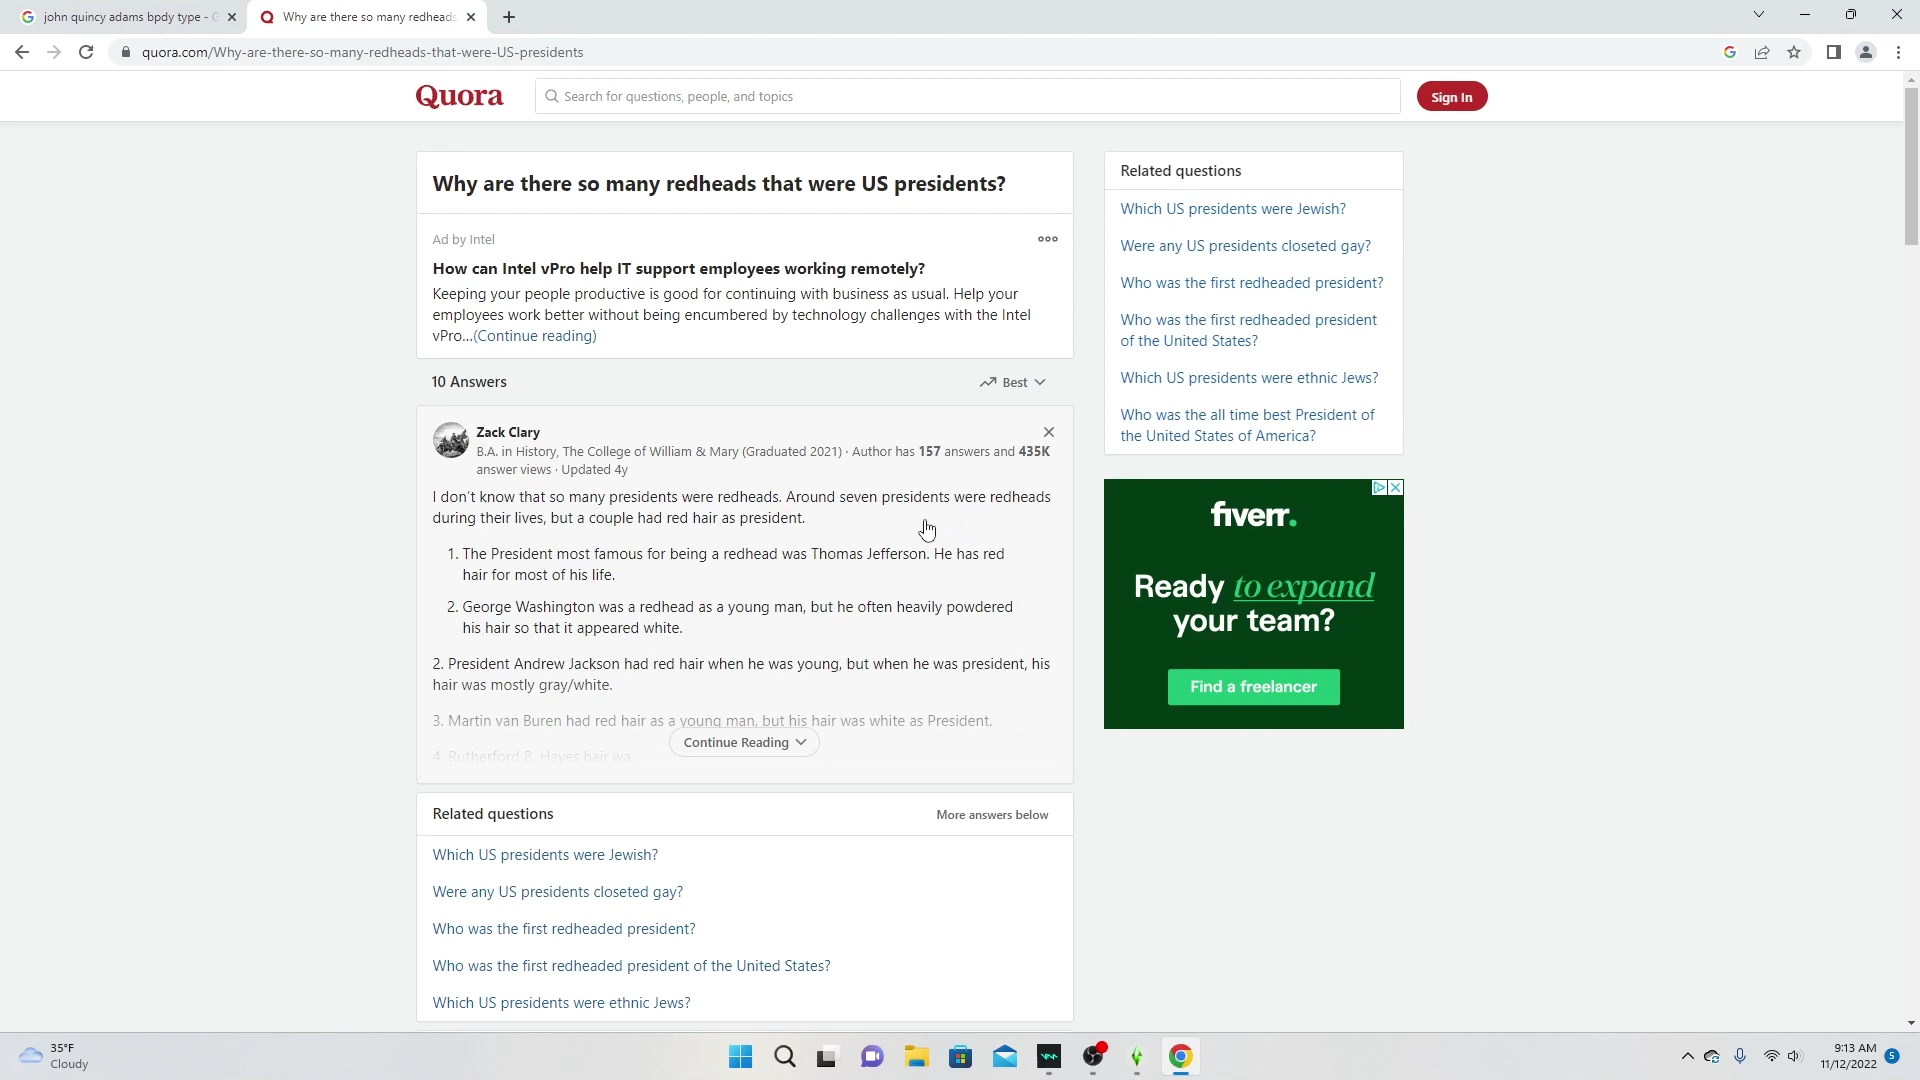 john quincy adams bpdy type - G
Why are there so many redheads
quora.com/Why-are-there-so-many-redheads-that-were-US-presidents
Quora
Search for questions, people, and topics
Sign In
Why are there so many redheads that were US presidents?
Ad by Intel
How can Intel vPro help IT support employees working remotely?
Keeping your people productive is good for continuing with business as usual. Help your
employees work better without being encumbered by technology challenges with the Intel
vPro...(Continue reading)
10 Answers
Best
Zack Clary
B.A. in History, The College of William & Mary (Graduated 2021) · Author has 157 answers and 435K
answer views · Updated 4y
I don't know that so many presidents were redheads. Around seven presidents were redheads
during their lives, but a couple had red hair as president.
1. The President most famous for being a redhead was Thomas Jefferson. He has red
hair for most of his life.
2. George Washington was a redhead as a young man, but he often heavily powdered
his hair so that it appeared white.
2. President Andrew Jackson had red hair when he was young, but when he was president, his
hair was mostly gray/white.
3. Martin van Buren had red hair as a young man, but his hair was white as President.
Continue Reading
4. Rutherford B. Hayes hair wa
Related questions
More answers below
Which US presidents were Jewish?
Were any US presidents closeted gay?
Who was the first redheaded president?
Who was the first redheaded president of the United States?
Which US presidents were ethnic Jews?
Related questions
Which US presidents were Jewish?
Were any US presidents closeted gay?
Who was the first redheaded president?
Who was the first redheaded president
of the United States?
Which US presidents were ethnic Jews?
Who was the all time best President of
the United States of America?
fiverr.
Ready to expand
your team?
Find a freelancer
35°F
Cloudy
9:13 AM
11/12/2022
5